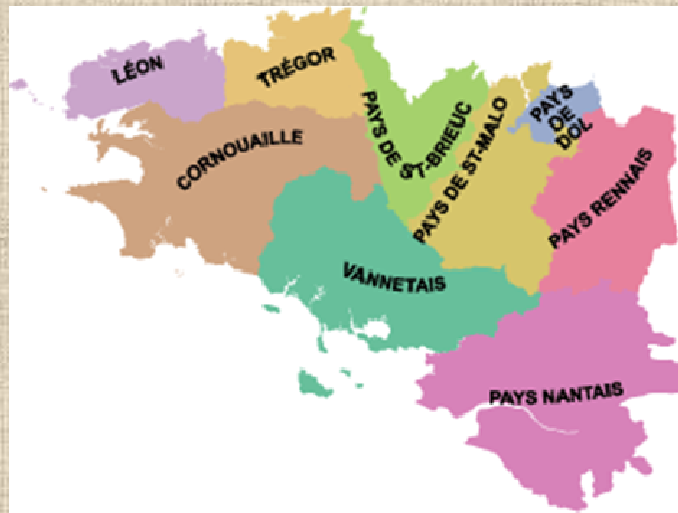 LÉON
TRÉGOR
PAYS DE ST-BRIEUC
PAYS DE ST-MALO
PAYS
DE DOL
CORNOUAILLE
PAYS RENNAIS
VANNETAIS
PAYS NANTAIS